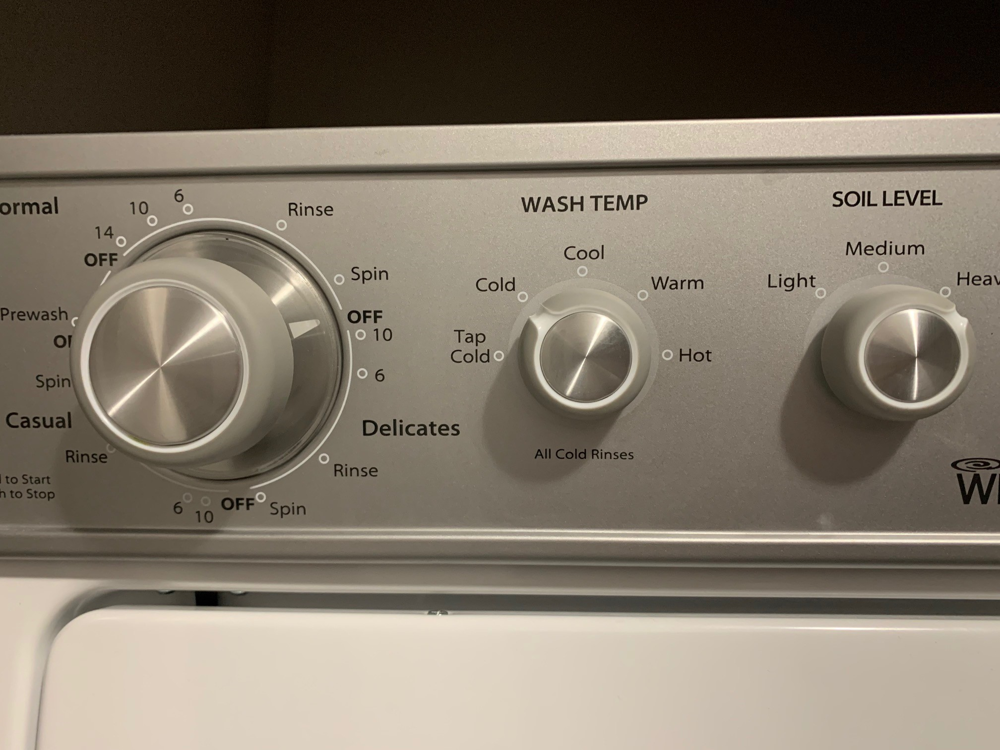 ormal
6
10
14
OFF
Rinse
Spin
OFF
10
6
Delicates
Rinse
Spin
OFF
10
6
Rinse
Casual
Spin
Prewash
to Start
h to Stop
WASH TEMP
Tap
Cold
Cold
Cool
Warm
Hot
All Cold Rinses
SOIL LEVEL
Light
Medium
Heav